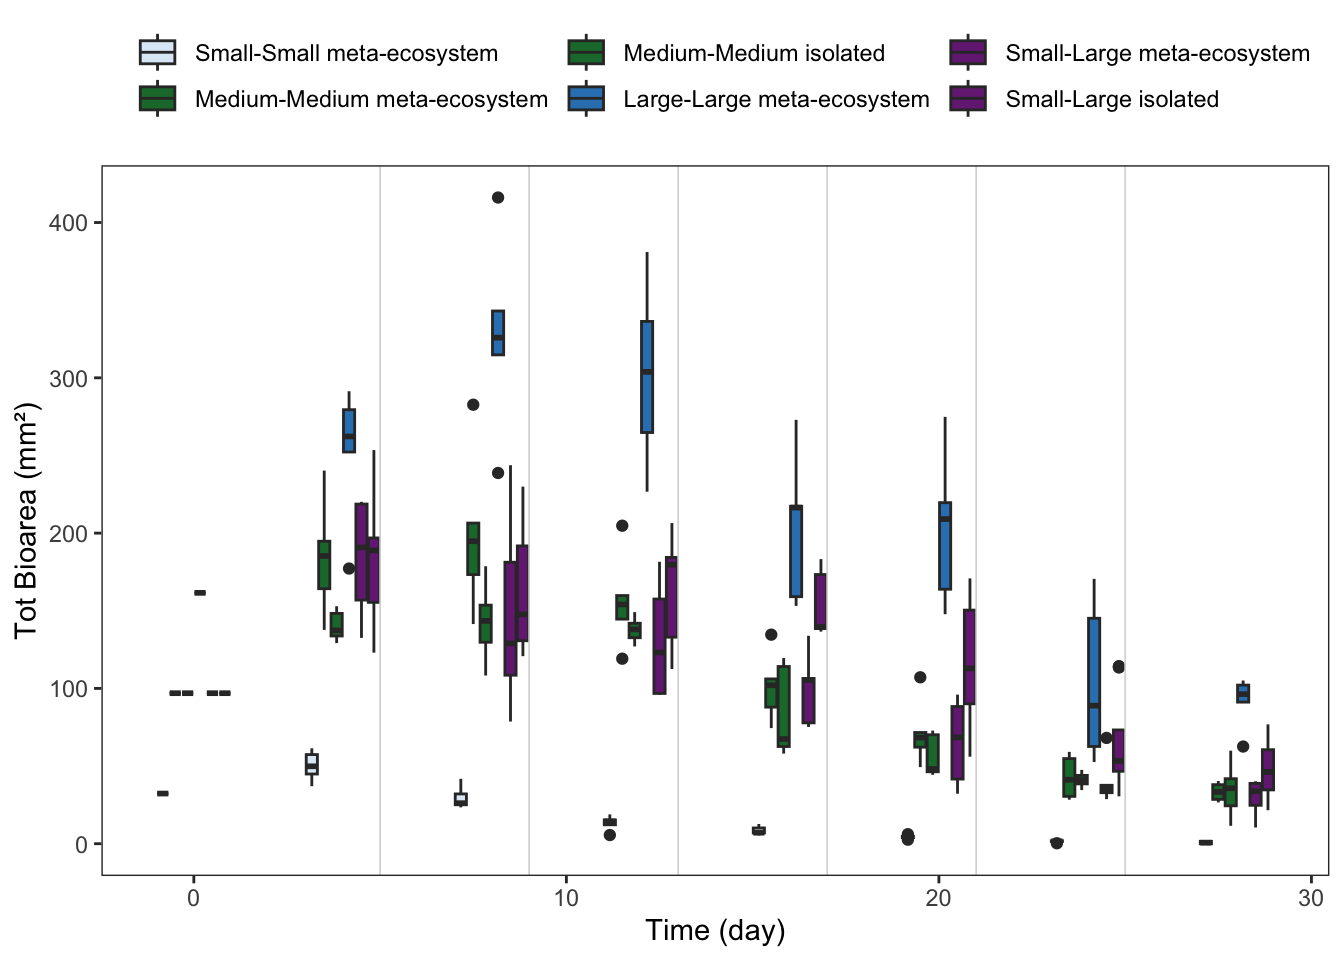 Small-Small meta-ecosystem
Medium-Medium isolated
Small-Large meta-ecosystem
Medium-Medium meta-ecosystem
Large-Large meta-ecosystem
Small-Large isolated
400
300
200
100
0
Tot Bioarea (mm²)
0
10
20
30
Time (day)